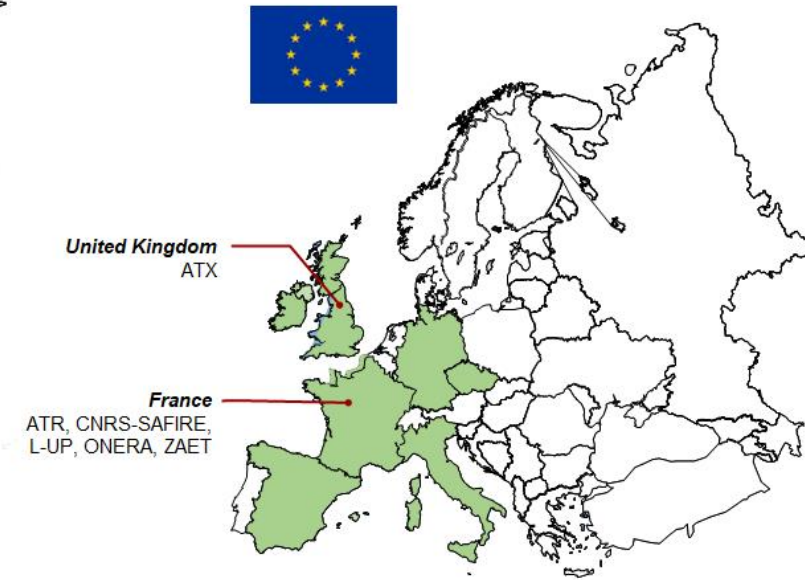 United Kingdom
ATX
France
ATR, CNRS-SAFIRE,
L-UP, ONERA, ZAET